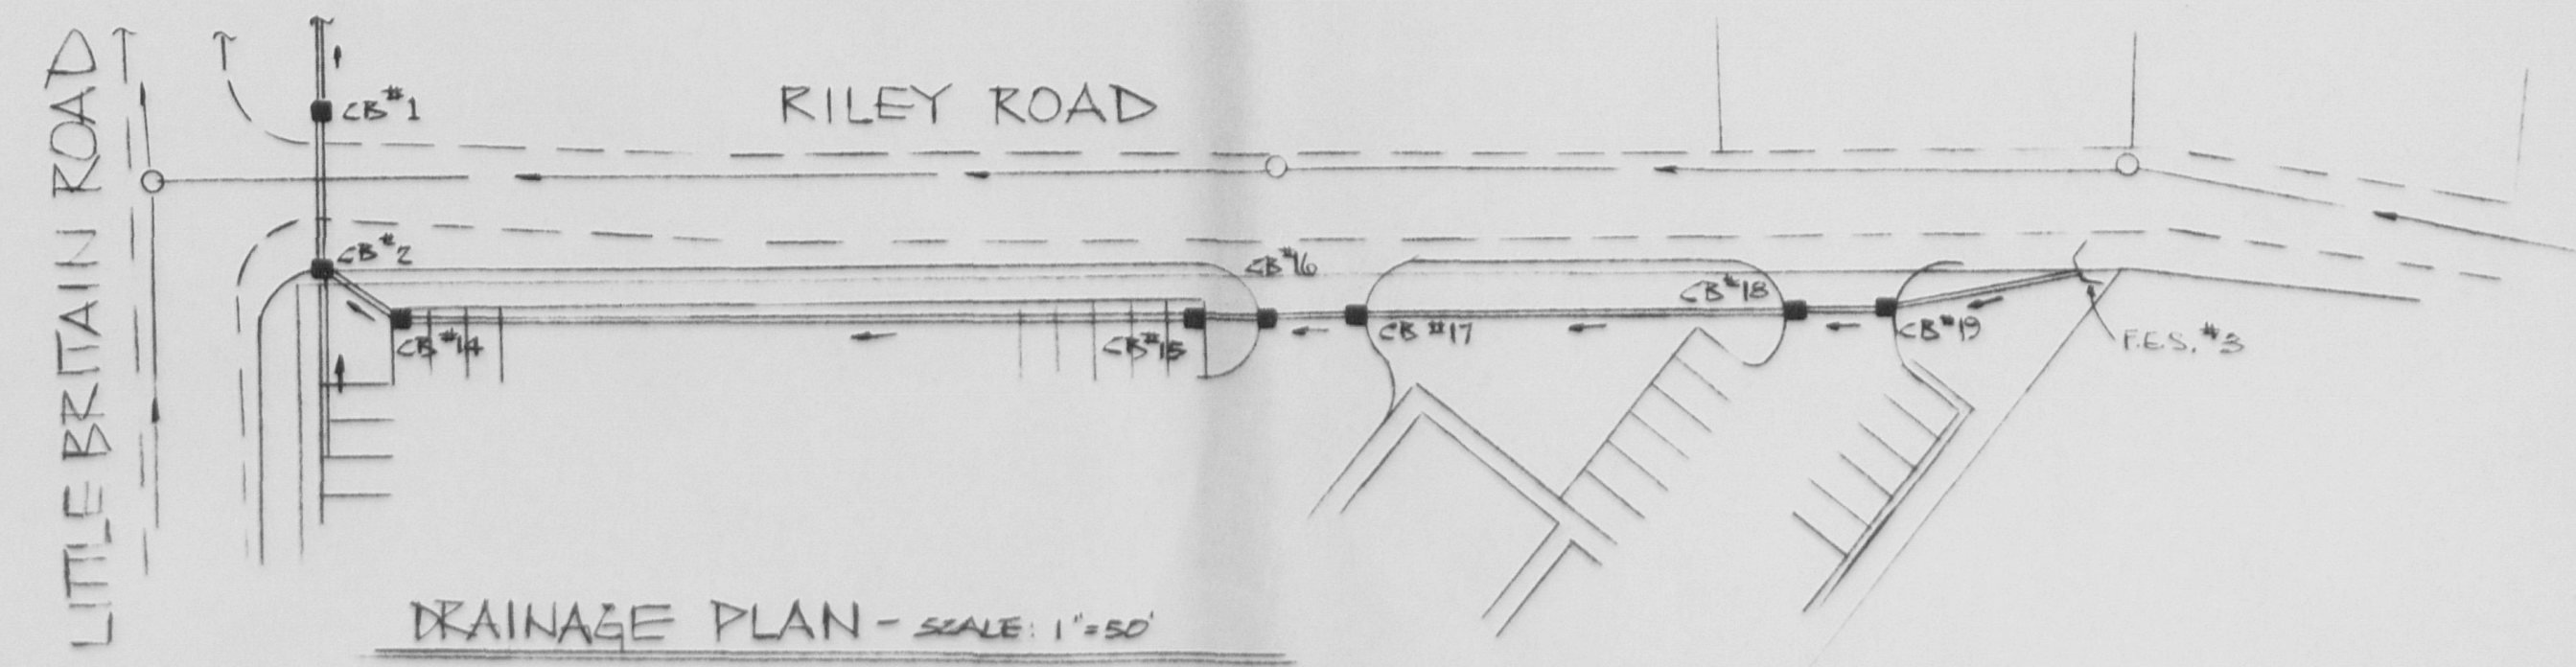 LITTLE BRITAIN ROAD
CB #1
RILEY ROAD
CB #2
CB #16
CB #18
CB #14
CB #15
CB #17
CB #19
F.E.S. #3
DRAINAGE PLAN - SCALE: 1" = 50'